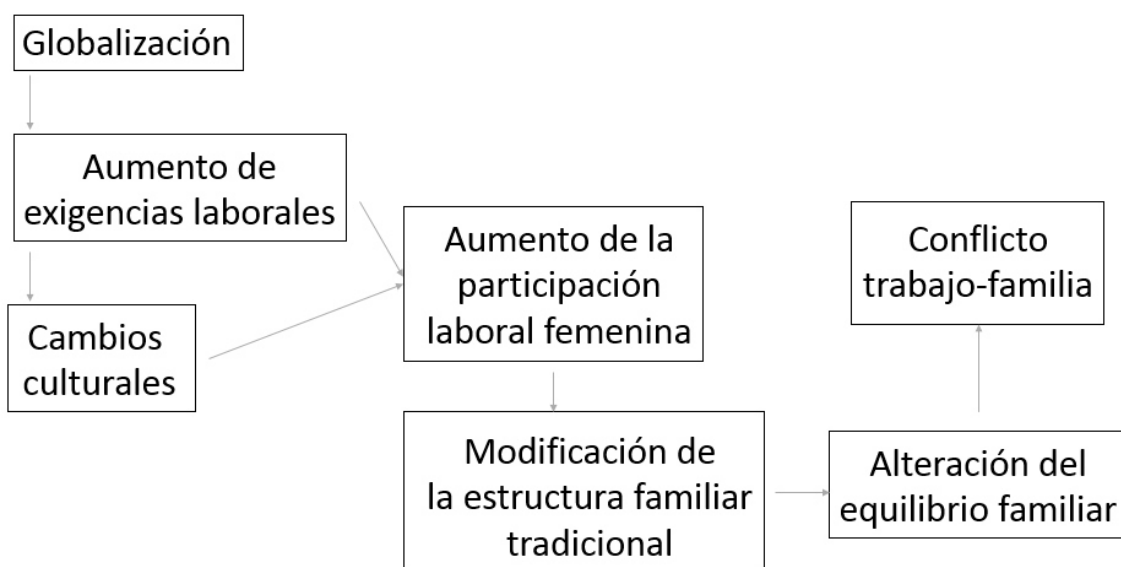 Globalización
Aumento de
exigencias laborales
Cambios
culturales
Aumento de la
participación
laboral femenina
Modificación de
la estructura familiar
tradicional
Alteración del
equilibrio familiar
Conflicto
trabajo-familia